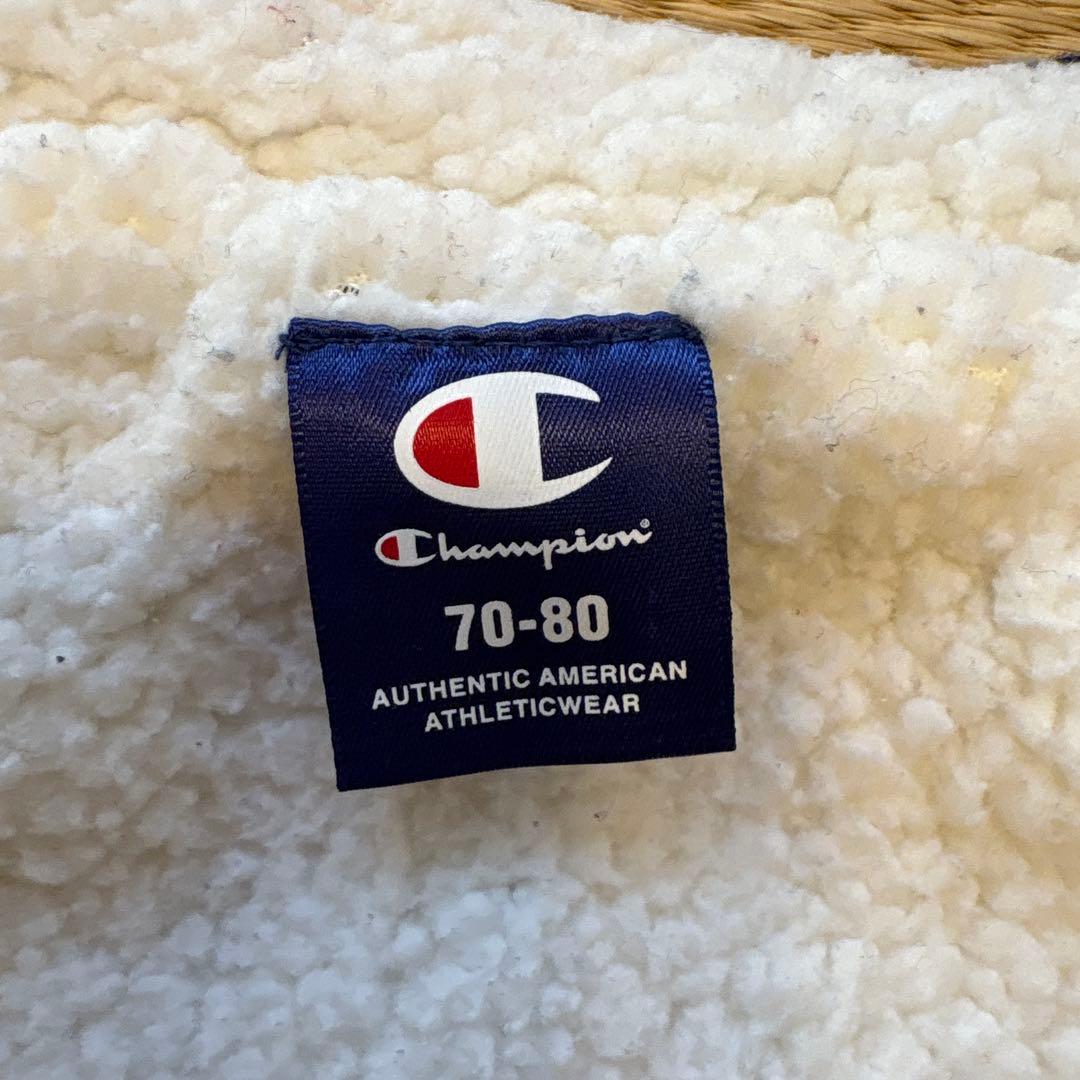 Champion®
70-80
AUTHENTIC AMERICAN
ATHLETICWEAR